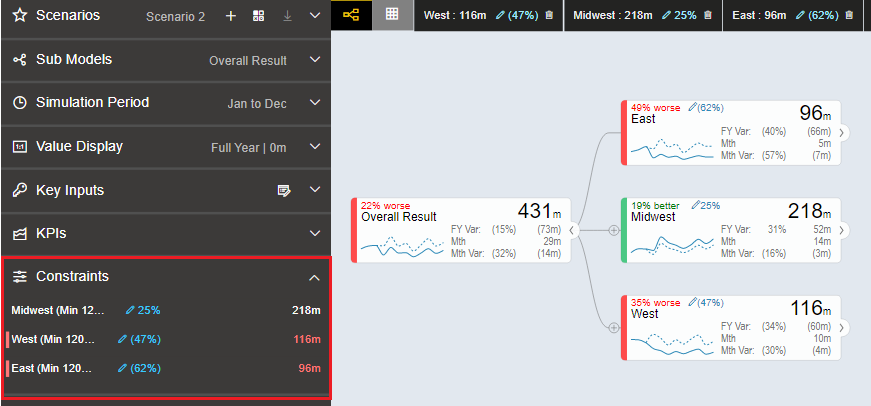 Scenarios Scenario 2
Sub Models Overall Result
Simulation Period Jan to Dec
1:1 Value Display Full Year | 0m
Key Inputs
KPIs
Constraints
Midwest (Min 12... 25% 218m
West (Min 120... (47%) 116m
East (Min 120... (62%) 96m
West : 116m (47%) Midwest : 218m 25% East : 96m (62%)
22% worse
Overall Result 431m
FY Var: (15%) (73m)
Mth 29m
Mth Var: (32%) (14m)
49% worse (62%)
East 96m
FY Var: (40%) (66m)
Mth 5m
Mth Var: (57%) (7m)
19% better 25%
Midwest 218m
FY Var: 31% 52m
Mth 14m
Mth Var: (16%) (3m)
35% worse (47%)
West 116m
FY Var: (34%) (60m)
Mth 10m
Mth Var: (30%) (4m)